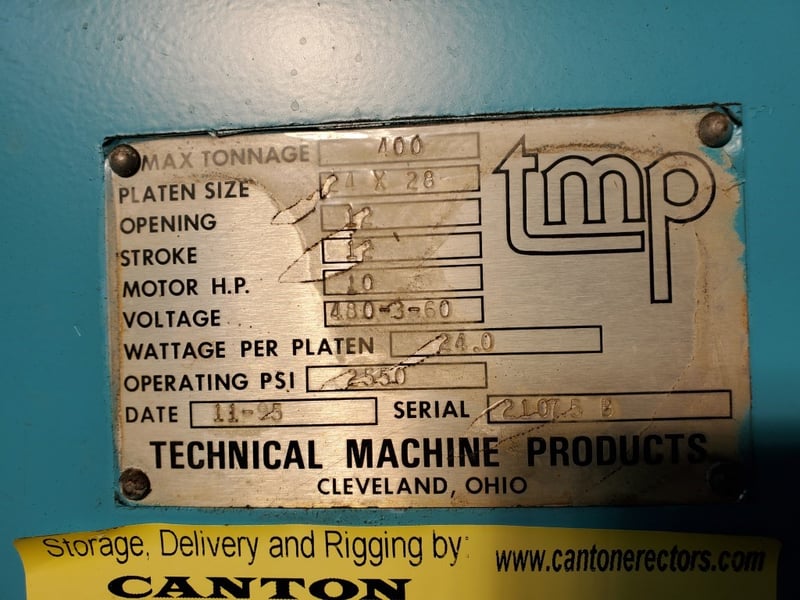 MAX TONNAGE 400
tmp
PLATEN SIZE 24 X 28
OPENING 12
STROKE 12
MOTOR H.P. 10
VOLTAGE 480-3-60
WATTAGE PER PLATEN 24.0
OPERATING PSI 2550
DATE 11-95 SERIAL
TECHNICAL MACHINE PRODUCTS
CLEVELAND, OHIO
Storage, Delivery and Rigging by: www.cantonerectors.com
CANTON